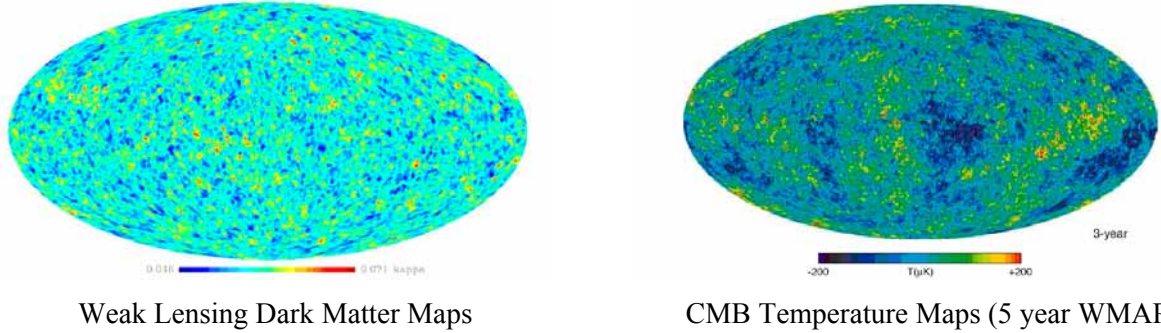 3-year
0.046 0.071 kappa
-200 T(μK) +200
Weak Lensing Dark Matter Maps
CMB Temperature Maps (5 year WMAP